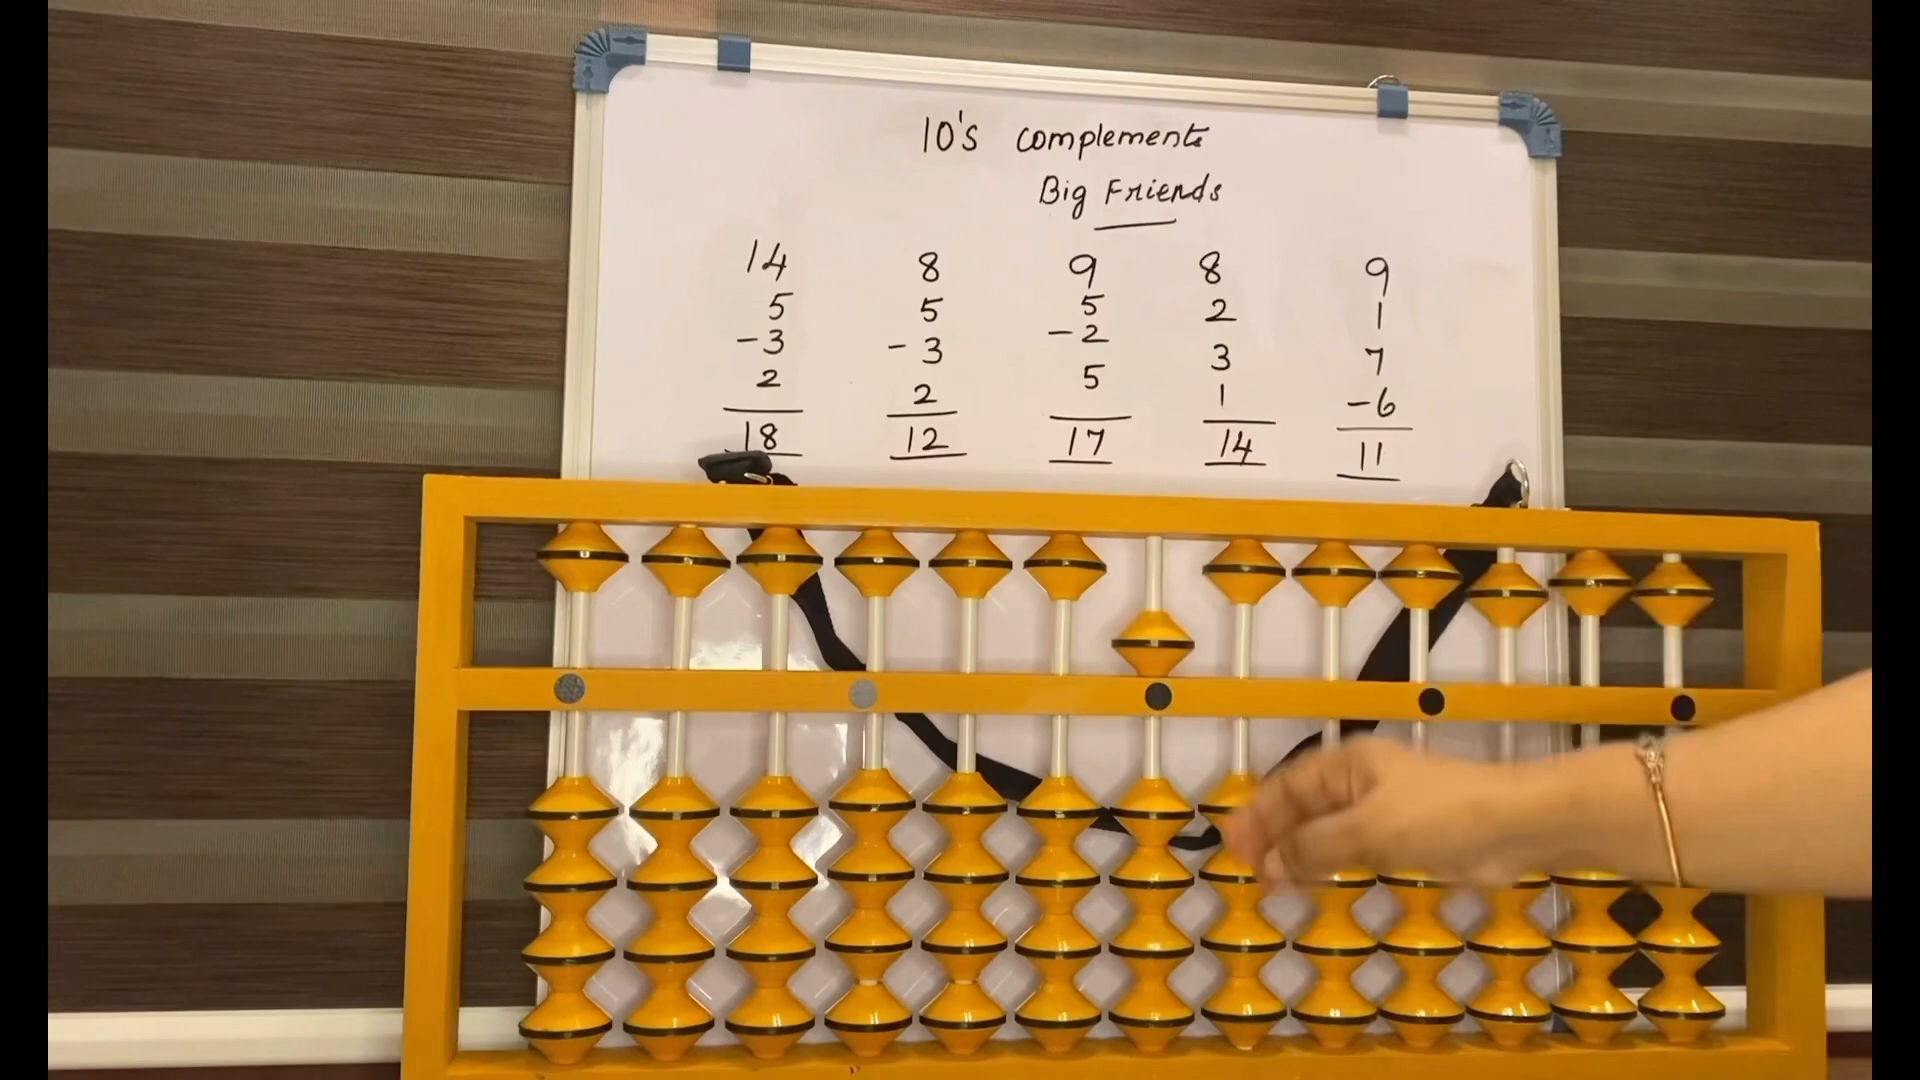 10's complements
Big Friends
14 8 9 8 9
5 5 5 2 1
-3 -3 -2 3 7
2 2 5 1 -6
18 12 17 14 11